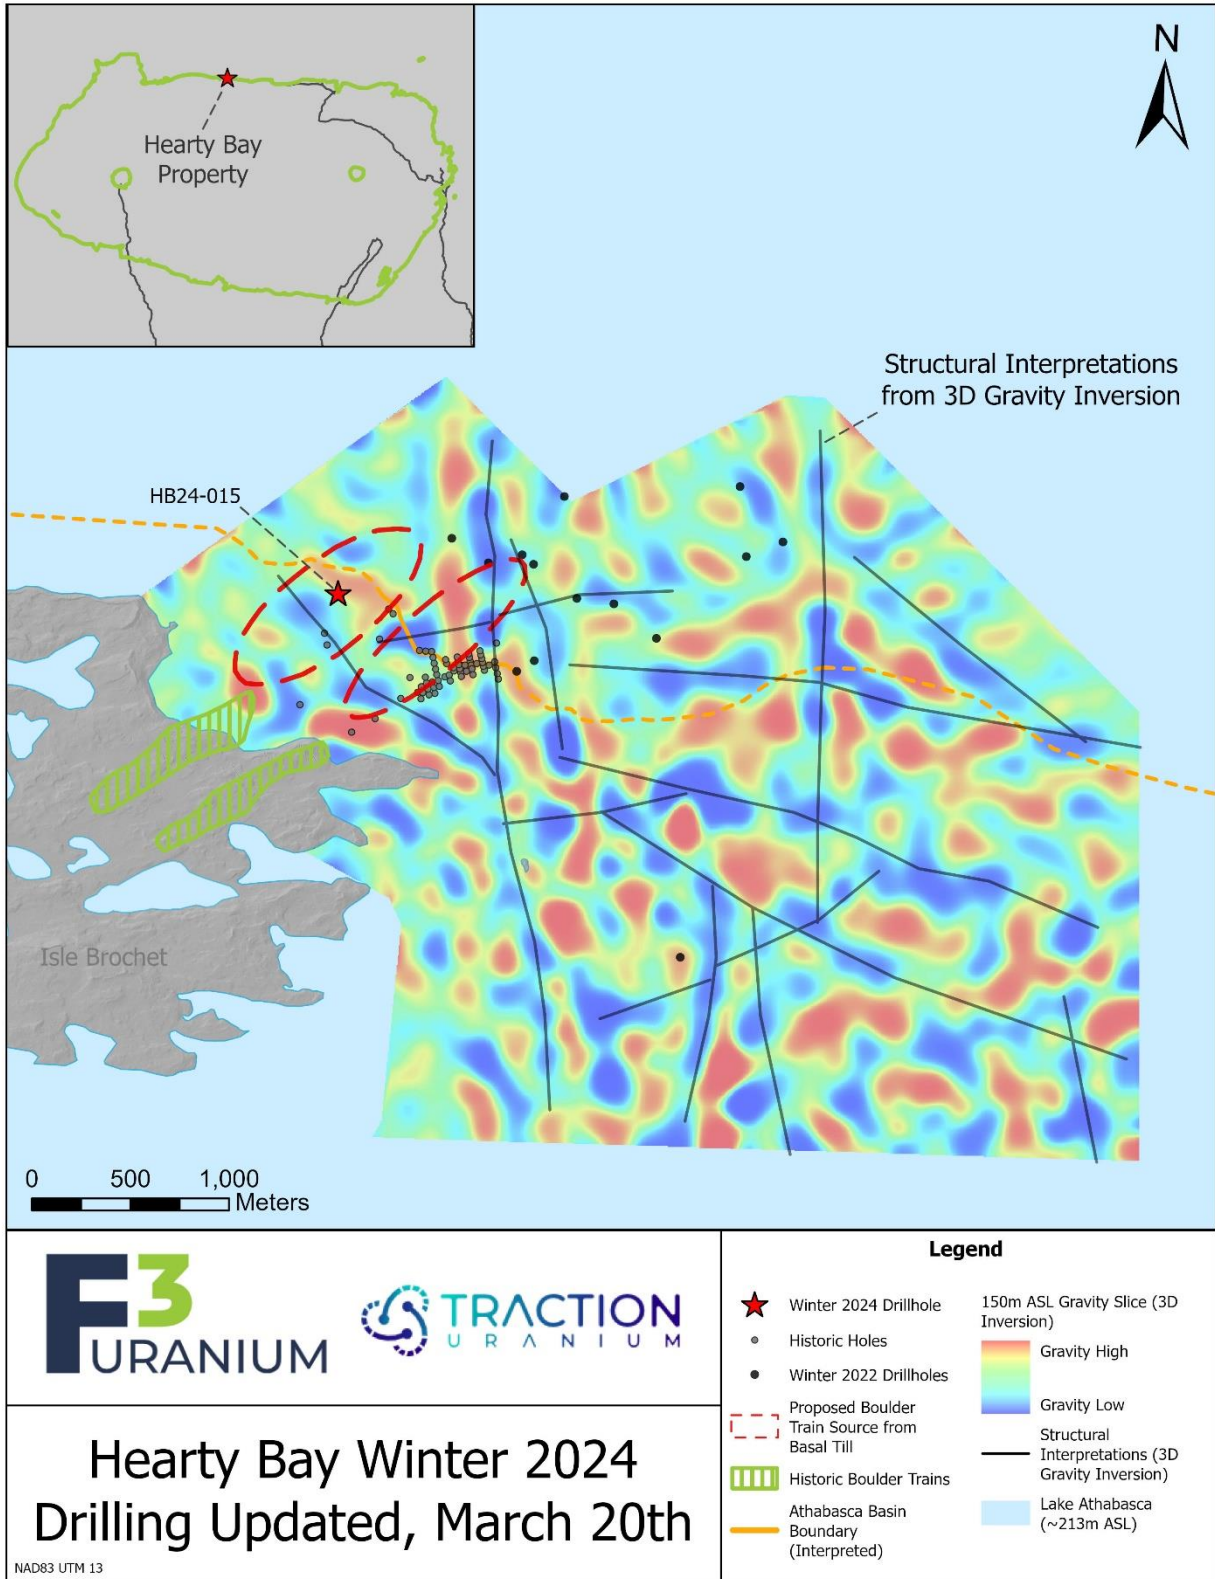 Hearty Bay
Property
N
Structural Interpretations
from 3D Gravity Inversion
HB24-015
Isle Brochet
0 500 1,000
Meters
F3
URANIUM
TRACTION
URANIUM
Hearty Bay Winter 2024
Drilling Updated, March 20th
NAD83 UTM 13
Legend
Winter 2024 Drillhole
Historic Holes
Winter 2022 Drillholes
Proposed Boulder
Train Source from
Basal Till
Historic Boulder Trains
Athabasca Basin
Boundary
(Interpreted)
150m ASL Gravity Slice (3D
Inversion)
Gravity High
Gravity Low
Structural
Interpretations (3D
Gravity Inversion)
Lake Athabasca
(~213m ASL)